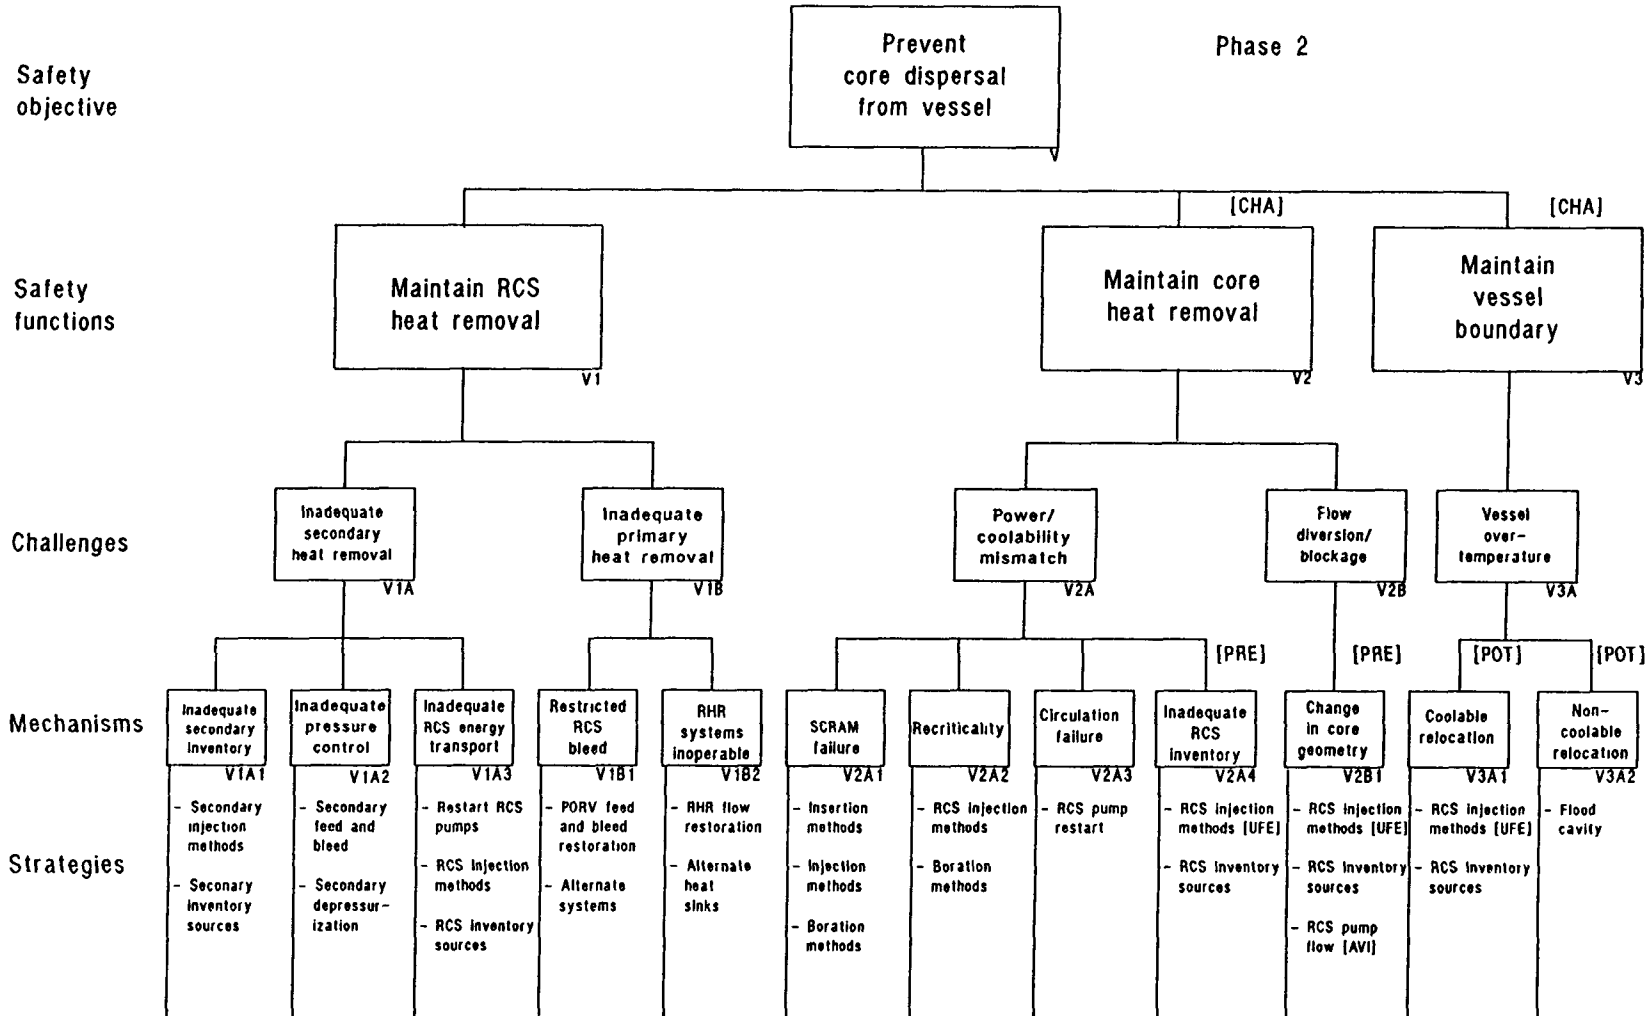 Phase 2
Safety
objective
Prevent
core dispersal
from vessel
V
[CHA]
[CHA]
Safety
functions
Maintain RCS
heat removal
V1
Maintain core
heat removal
V2
Maintain
vessel
boundary
V3
Challenges
Inadequate
secondary
heat removal
V1A
Inadequate
primary
heat removal
V1B
Power/
coolability
mismatch
V2A
Flow
diversion/
blockage
V2B
Vessel
over-
temperature
V3A
[PRE]
[PRE]
[POT]
[POT]
Mechanisms
Inadequate
secondary
inventory
V1A1
Inadequate
pressure
control
V1A2
Inadequate
RCS energy
transport
V1A3
Restricted
RCS
bleed
V1B1
RHR
systems
inoperable
V1B2
SCRAM
failure
V2A1
Recriticality
V2A2
Circulation
failure
V2A3
Inadequate
RCS
inventory
V2A4
Change
in core
geometry
V2B1
Coolable
relocation
V3A1
Non-
coolable
relocation
V3A2
Strategies
- Secondary
injection
methods
- Seconary
inventory
sources
- Secondary
feed and
bleed
- Secondary
depressur-
ization
- Restart RCS
pumps
- RCS injection
methods
- RCS inventory
sources
- PORV feed
and bleed
restoration
- Alternate
systems
- RHR flow
restoration
- Alternate
heat
sinks
- Insertion
methods
- Injection
methods
- Boration
methods
- RCS injection
methods
- Boration
methods
- RCS pump
restart
- RCS injection
methods [UFE]
- RCS inventory
sources
- RCS injection
methods [UFE]
- RCS inventory
sources
- RCS pump
flow [AVI]
- RCS injection
methods [UFE]
- RCS inventory
sources
- Flood
cavity